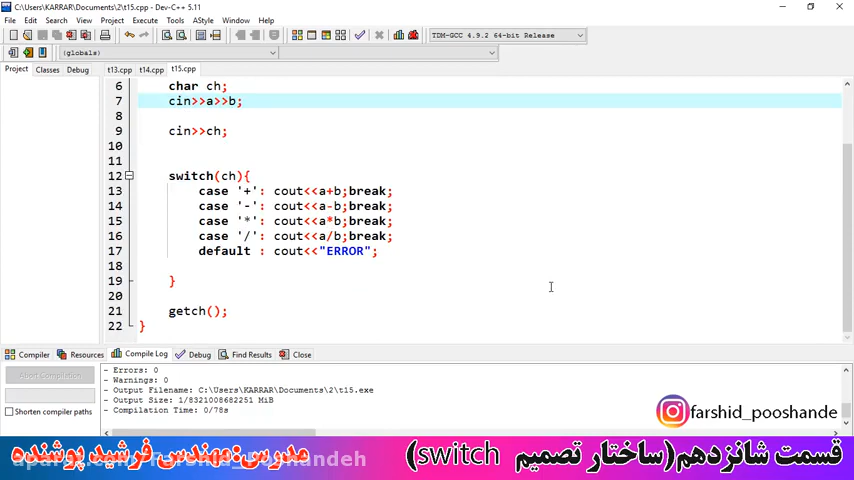 C:\Users\KARRAR\Documents\2\t15.cpp - Dev-C++ 5.11
File Edit Search View Project Execute Tools AStyle Window Help
TDM-GCC 4.9.2 64-bit Release
(globals)
Project Classes Debug t13.cpp t14.cpp t15.cpp
6 char ch;
7 cin>>a>>b;
8
9 cin>>ch;
10
11
12 switch(ch){
13 case '+': cout<<a+b;break;
14 case '-': cout<<a-b;break;
15 case '*': cout<<a*b;break;
16 case '/': cout<<a/b;break;
17 default : cout<<"ERROR";
18
19 }
20
21 getch();
22 }
Compiler Resources Compile Log Debug Find Results Close
Abort Compilation
Shorten compiler paths
- Errors: 0
- Warnings: 0
- Output Filename: C:\Users\KARRAR\Documents\2\t15.exe
- Output Size: 1/8321008682251 MiB
- Compilation Time: 0/78s
farshid_pooshande
قسمت شانزدهم(ساختار تصمیم switch)
مدرس:مهندس فرشید پوشنده
aparat.com/Farshid_Pooshandeh